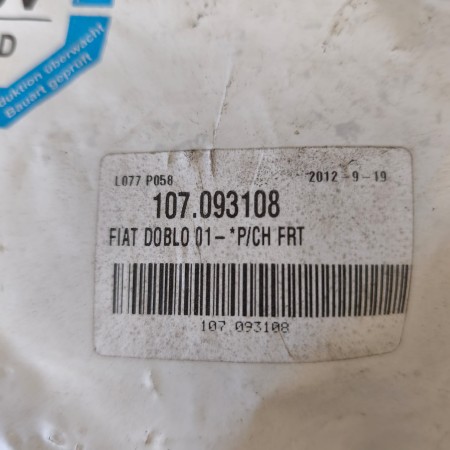 D
duktion überwacht
Bauart geprüft
L077 P058 2012 -9-19
107.093108
FIAT DOBLO 01- *P/CH FRT
107 093108